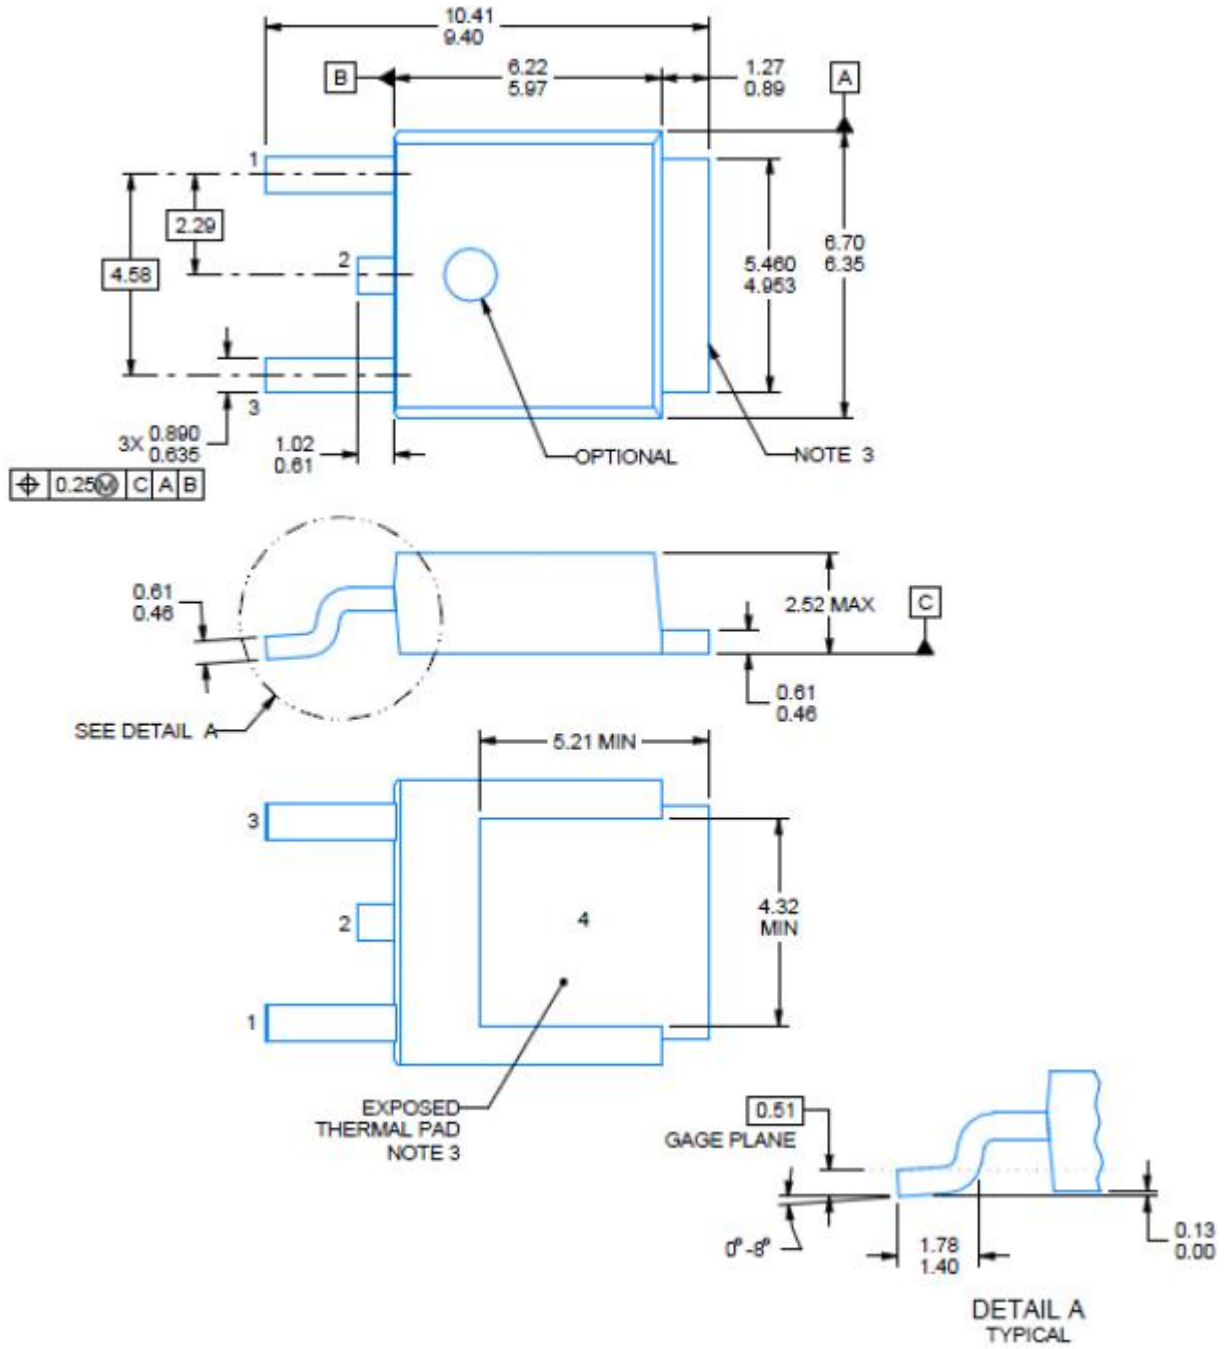 10.41
9.40
B
6.22
5.97
1.27
0.89
A
1
2.29
2
4.58
5.460
4.953
6.70
6.35
3
3X 0.890
0.635
1.02
0.61
OPTIONAL
NOTE 3
⌖ 0.25Ⓜ C A B
0.61
0.46
2.52 MAX
C
0.61
0.46
SEE DETAIL A
5.21 MIN
3
2
4
4.32
MIN
1
EXPOSED
THERMAL PAD
NOTE 3
0.51
GAGE PLANE
0°-8°
1.78
1.40
0.13
0.00
DETAIL A
TYPICAL